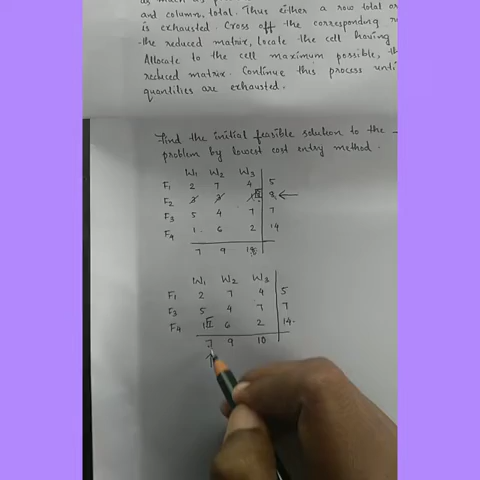 and column, total. Thus either a row total or
is exhausted. Cross off the corresponding
the reduced matrix, locate the cell having
Allocate to the cell maximum possible,
reduced matrix. Continue this process
quantities are exhausted.
Find the initial feasible solution to the
problem by lowest cost entry method.
W1 W2 W3
F1 2 7 4 5
F2 3 3 1 8
F3 5 4 7 7
F4 1 6 2 14
7 9 18
W1 W2 W3
F1 2 7 4 5
F3 5 4 7 7
F4 1 7 6 2 14
7 9 10